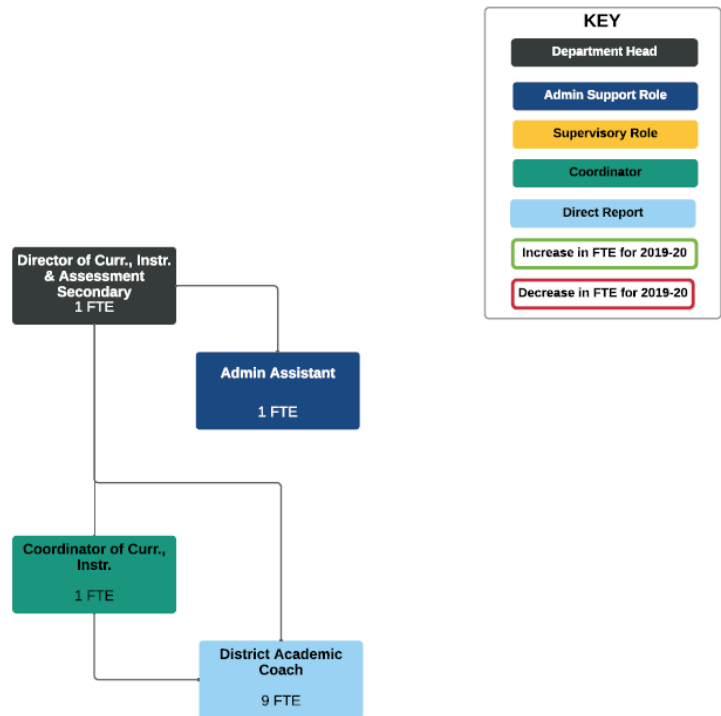 KEY
Department Head
Admin Support Role
Supervisory Role
Coordinator
Direct Report
Increase in FTE for 2019-20
Decrease in FTE for 2019-20
Director of Curr., Instr.
& Assessment
Secondary
1 FTE
Admin Assistant
1 FTE
Coordinator of Curr.,
Instr.
1 FTE
District Academic
Coach
9 FTE